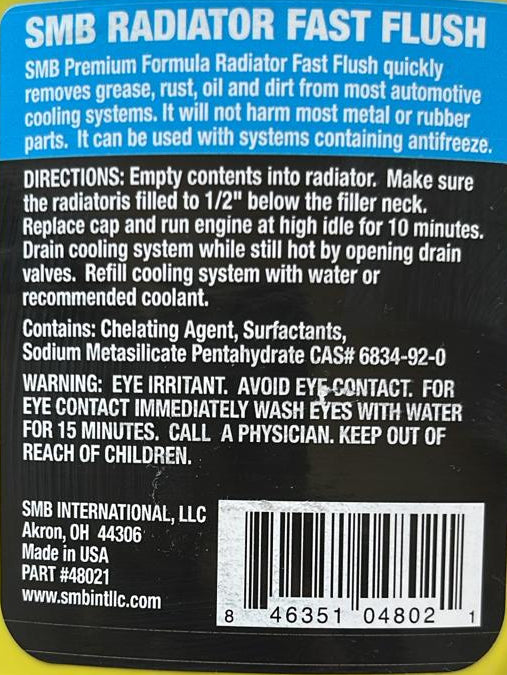 SMB RADIATOR FAST FLUSH
SMB Premium Formula Radiator Fast Flush quickly
removes grease, rust, oil and dirt from most automotive
cooling systems. It will not harm most metal or rubber
parts. It can be used with systems containing antifreeze.
DIRECTIONS: Empty contents into radiator. Make sure
the radiatoris filled to 1/2" below the filler neck.
Replace cap and run engine at high idle for 10 minutes.
Drain cooling system while still hot by opening drain
valves. Refill cooling system with water or
recommended coolant.
Contains: Chelating Agent, Surfactants,
Sodium Metasilicate Pentahydrate CAS# 6834-92-0
WARNING: EYE IRRITANT. AVOID EYE CONTACT. FOR
EYE CONTACT IMMEDIATELY WASH EYES WITH WATER
FOR 15 MINUTES. CALL A PHYSICIAN. KEEP OUT OF
REACH OF CHILDREN.
SMB INTERNATIONAL, LLC
Akron, OH 44306
Made in USA
PART #48021
www.smbintllc.com
8 46351 04802 1